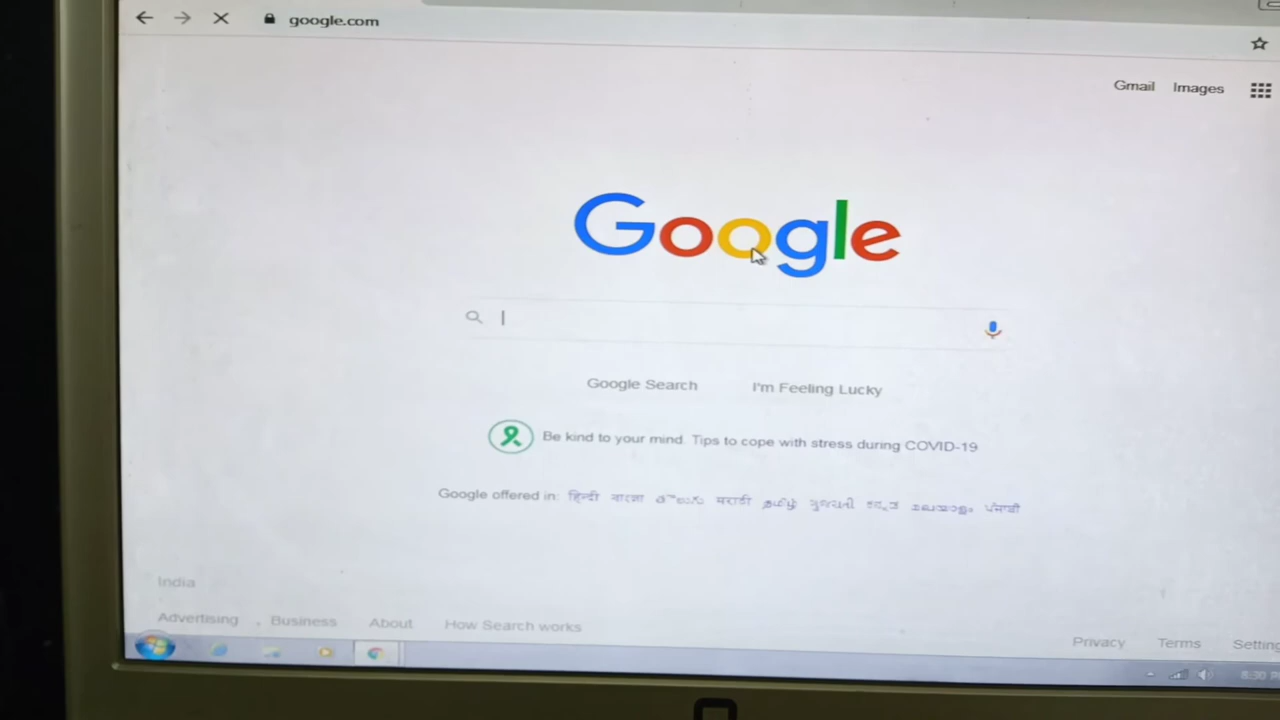 google.com
Gmail Images
Google
Google Search I'm Feeling Lucky
Be kind to your mind. Tips to cope with stress during COVID-19
Google offered in: हिन्दी বাংলা తెలుగు मराठी தமிழ் ગુજરાતી ಕನ್ನಡ മലയാളം ਪੰਜਾਬੀ
India
Advertising Business About How Search works
Privacy Terms
8:30